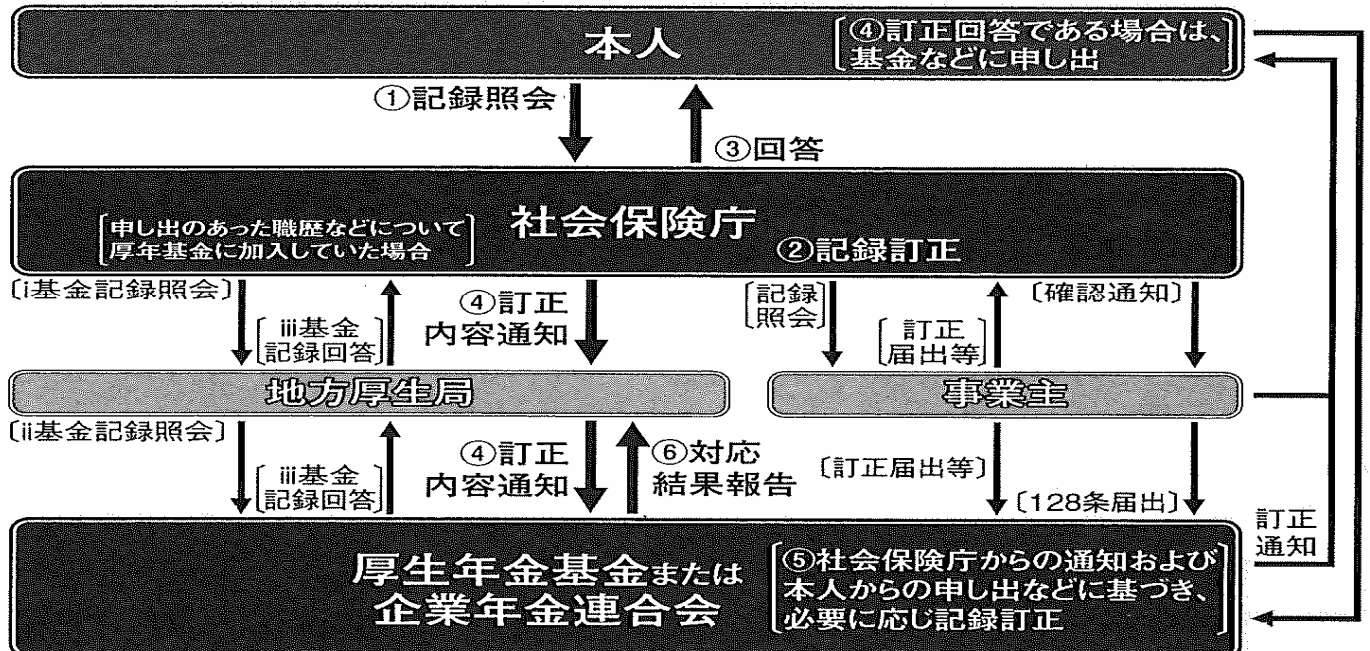 本人
④訂正回答である場合は、
基金などに申し出
①記録照会
③回答
申し出のあった職歴などについて
厚年基金に加入していた場合
社会保険庁
②記録訂正
〔i基金記録照会〕
iii基金
記録回答
④訂正
内容通知
記録
照会
訂正
届出等
〔確認通知〕
地方厚生局
事業主
〔ii基金記録照会〕
iii基金
記録回答
④訂正
内容通知
⑥対応
結果報告
〔訂正届出等〕
〔128条届出〕
訂正
通知
厚生年金基金または
企業年金連合会
⑤社会保険庁からの通知および
本人からの申し出などに基づき、
必要に応じ記録訂正